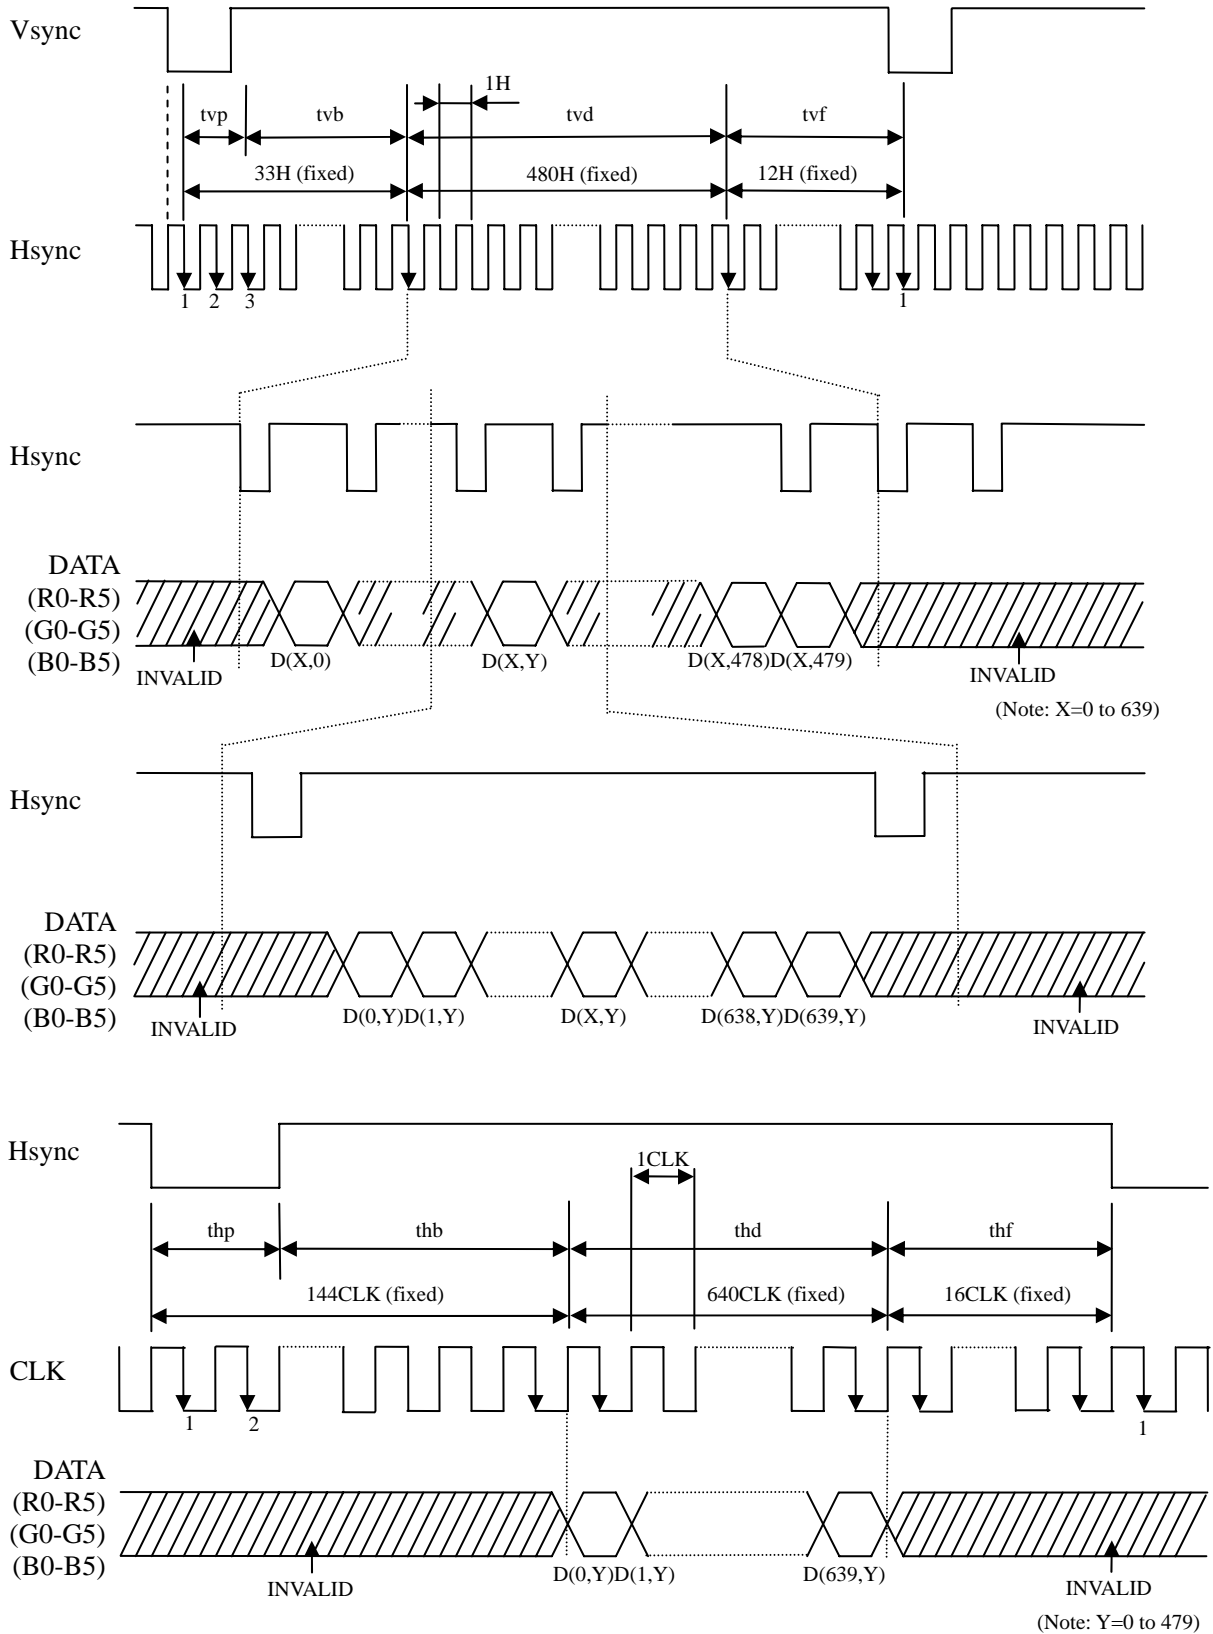 Vsync
1H
tvp
tvb
tvd
tvf
33H (fixed)
480H (fixed)
12H (fixed)
Hsync
1
2
3
1
Hsync
DATA
(R0-R5)
(G0-G5)
(B0-B5)
D(X,0)
D(X,Y)
D(X,478)D(X,479)
INVALID
INVALID
(Note: X=0 to 639)
Hsync
DATA
(R0-R5)
(G0-G5)
(B0-B5)
D(0,Y)D(1,Y)
D(X,Y)
D(638,Y)D(639,Y)
INVALID
INVALID
Hsync
1CLK
thp
thb
thd
thf
144CLK (fixed)
640CLK (fixed)
16CLK (fixed)
CLK
1
2
1
DATA
(R0-R5)
(G0-G5)
(B0-B5)
D(0,Y)D(1,Y)
D(639,Y)
INVALID
INVALID
(Note: Y=0 to 479)